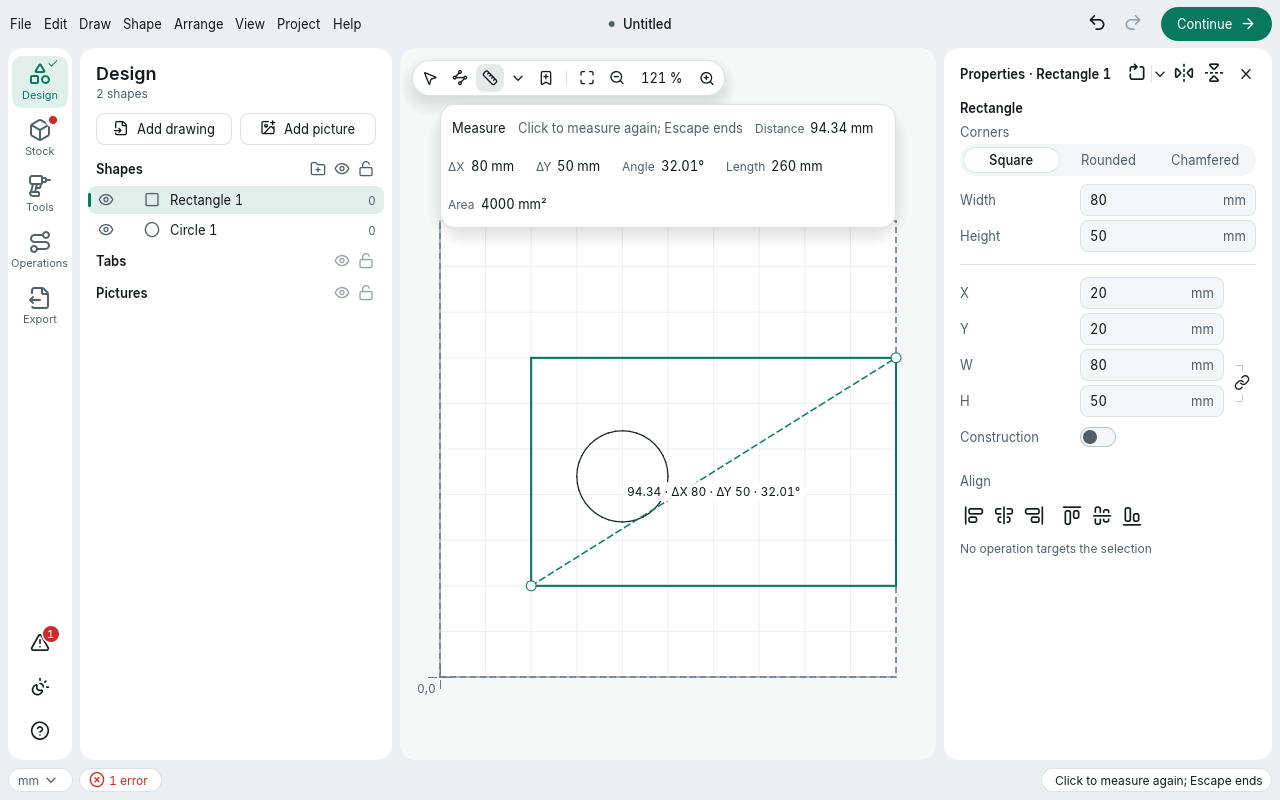 File Edit Draw Shape Arrange View Project Help
Untitled
Continue
Design
Stock
Tools
Operations
Export
1
Design
2 shapes
Add drawing
Add picture
Shapes
Rectangle 1 0
Circle 1 0
Tabs
Pictures
121 %
Measure Click to measure again; Escape ends Distance 94.34 mm
ΔX 80 mm ΔY 50 mm Angle 32.01° Length 260 mm
Area 4000 mm²
94.34 · ΔX 80 · ΔY 50 · 32.01°
0,0
Properties · Rectangle 1
Rectangle
Corners
Square Rounded Chamfered
Width 80 mm
Height 50 mm
X 20 mm
Y 20 mm
W 80 mm
H 50 mm
Construction
Align
No operation targets the selection
mm
1 error
Click to measure again; Escape ends